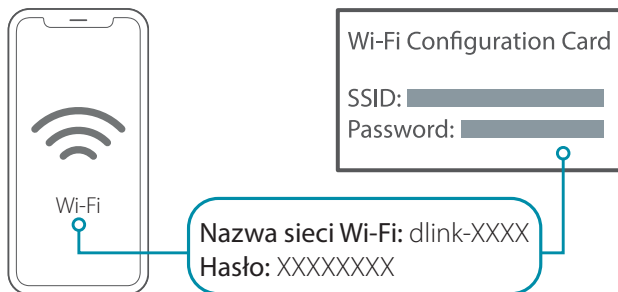 Wi-Fi Configuration Card
SSID:
Password:
Wi-Fi
Nazwa sieci Wi-Fi: dlink-XXXX
Hasło: XXXXXXXX